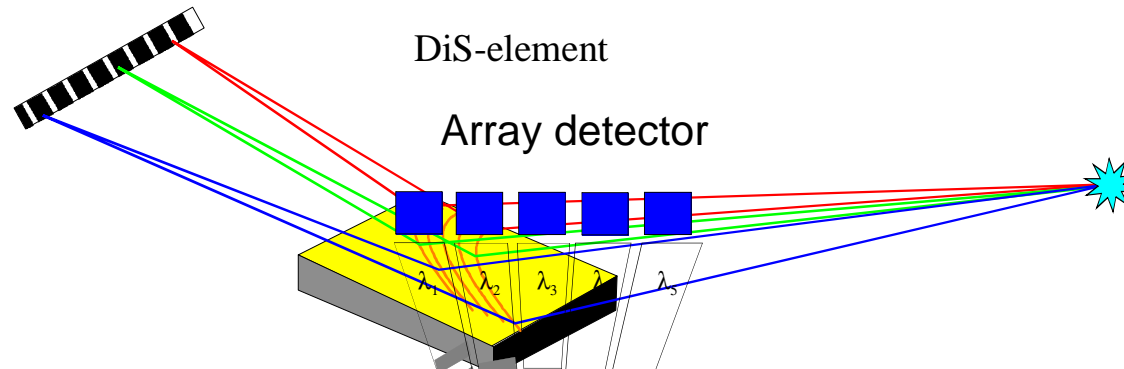 DiS-element
Array detector
λ₁ λ₂ λ₃ λ λ₅